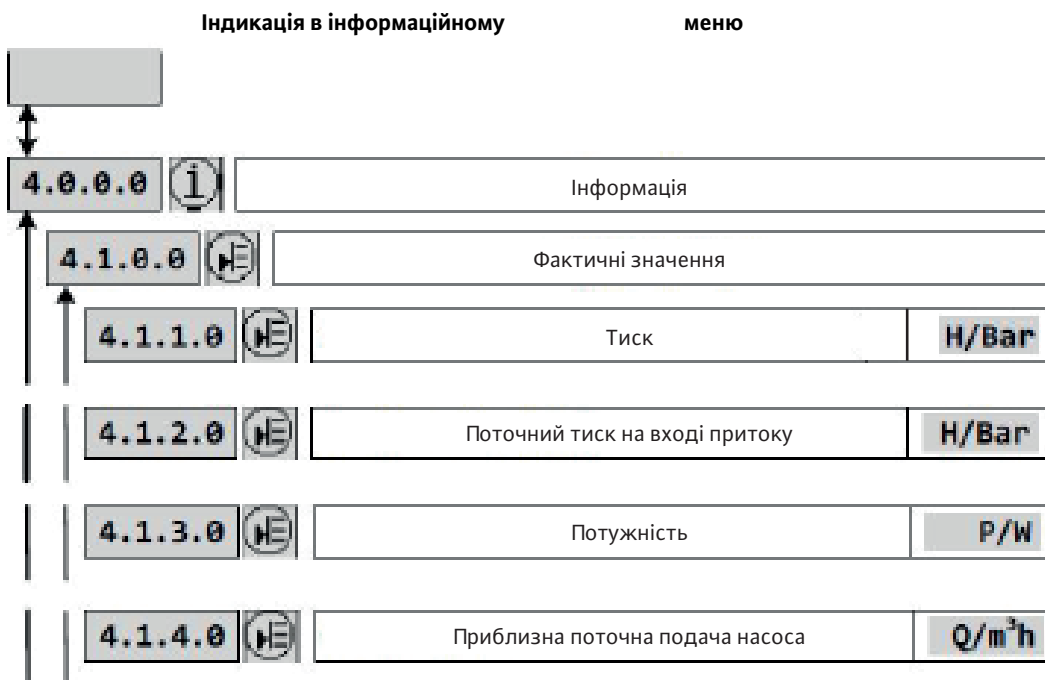 Індикація в інформаційному меню
4.0.0.0 i Інформація
4.1.0.0 Фактичні значення
4.1.1.0 Тиск H/Bar
4.1.2.0 Поточний тиск на вході притоку H/Bar
4.1.3.0 Потужність P/W
4.1.4.0 Приблизна поточна подача насоса Q/m³h